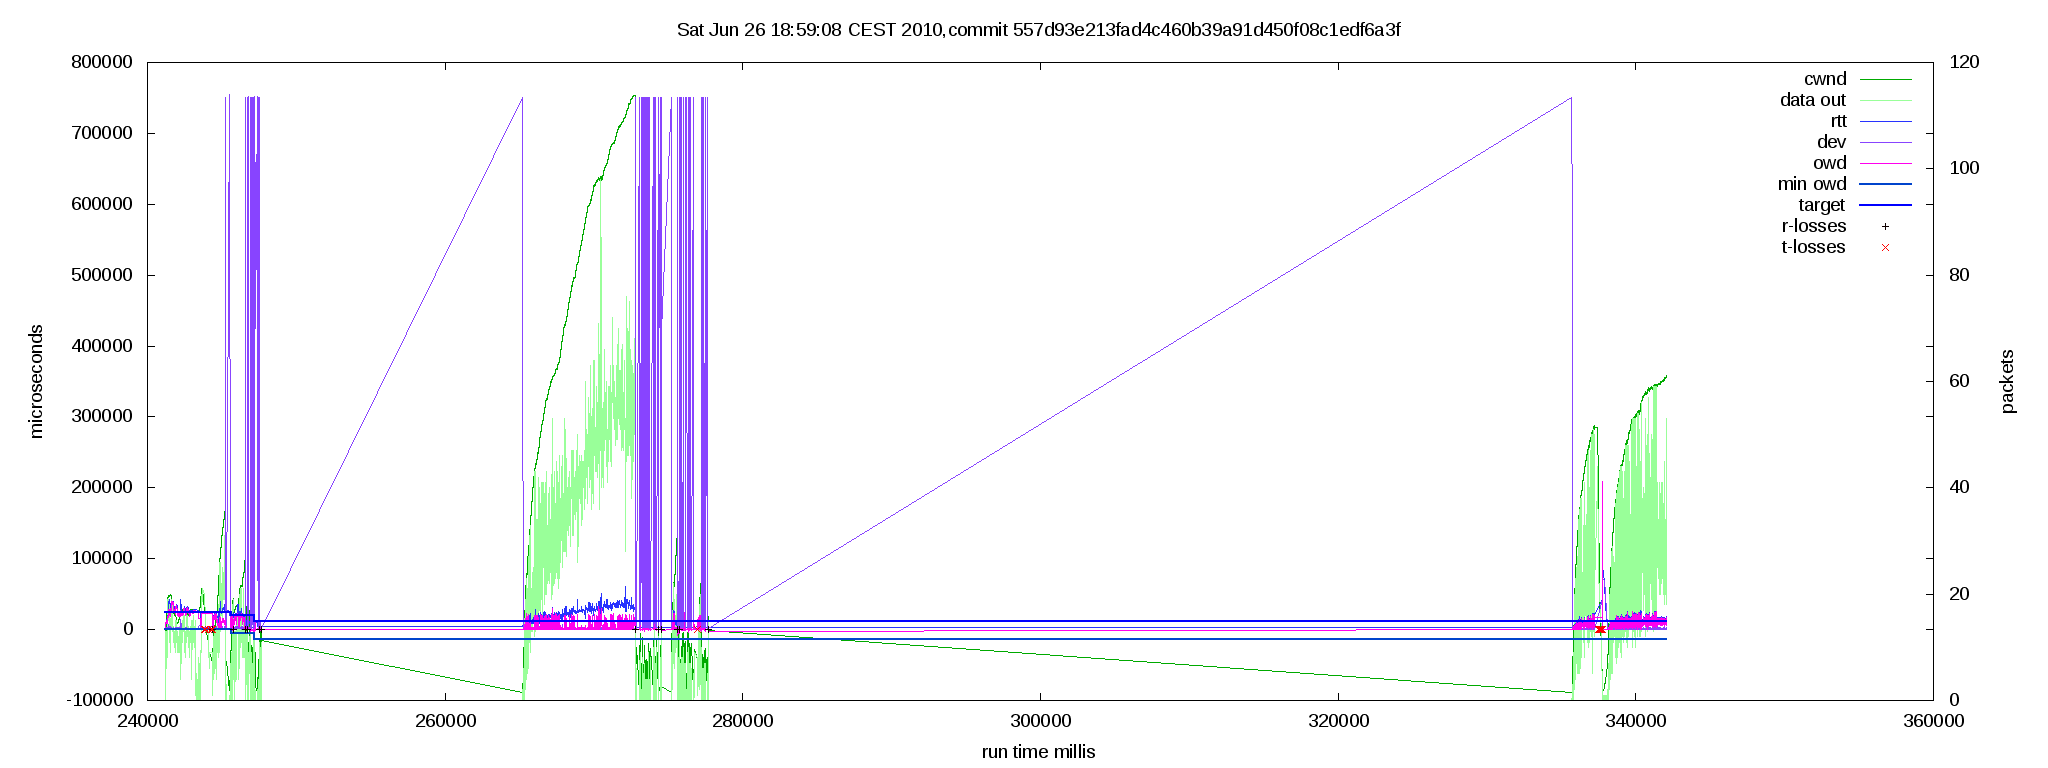 Sat Jun 26 18:59:08 CEST 2010, commit 557d93e213fad4c460b39a91d450f08c1edf6a3f
800000
700000
600000
500000
400000
300000
200000
100000
0
-100000
microseconds
120
100
80
60
40
20
0
packets
cwnd
data out
rtt
dev
owd
min owd
target
r-losses
t-losses
240000 260000 280000 300000 320000 340000 360000
run time millis